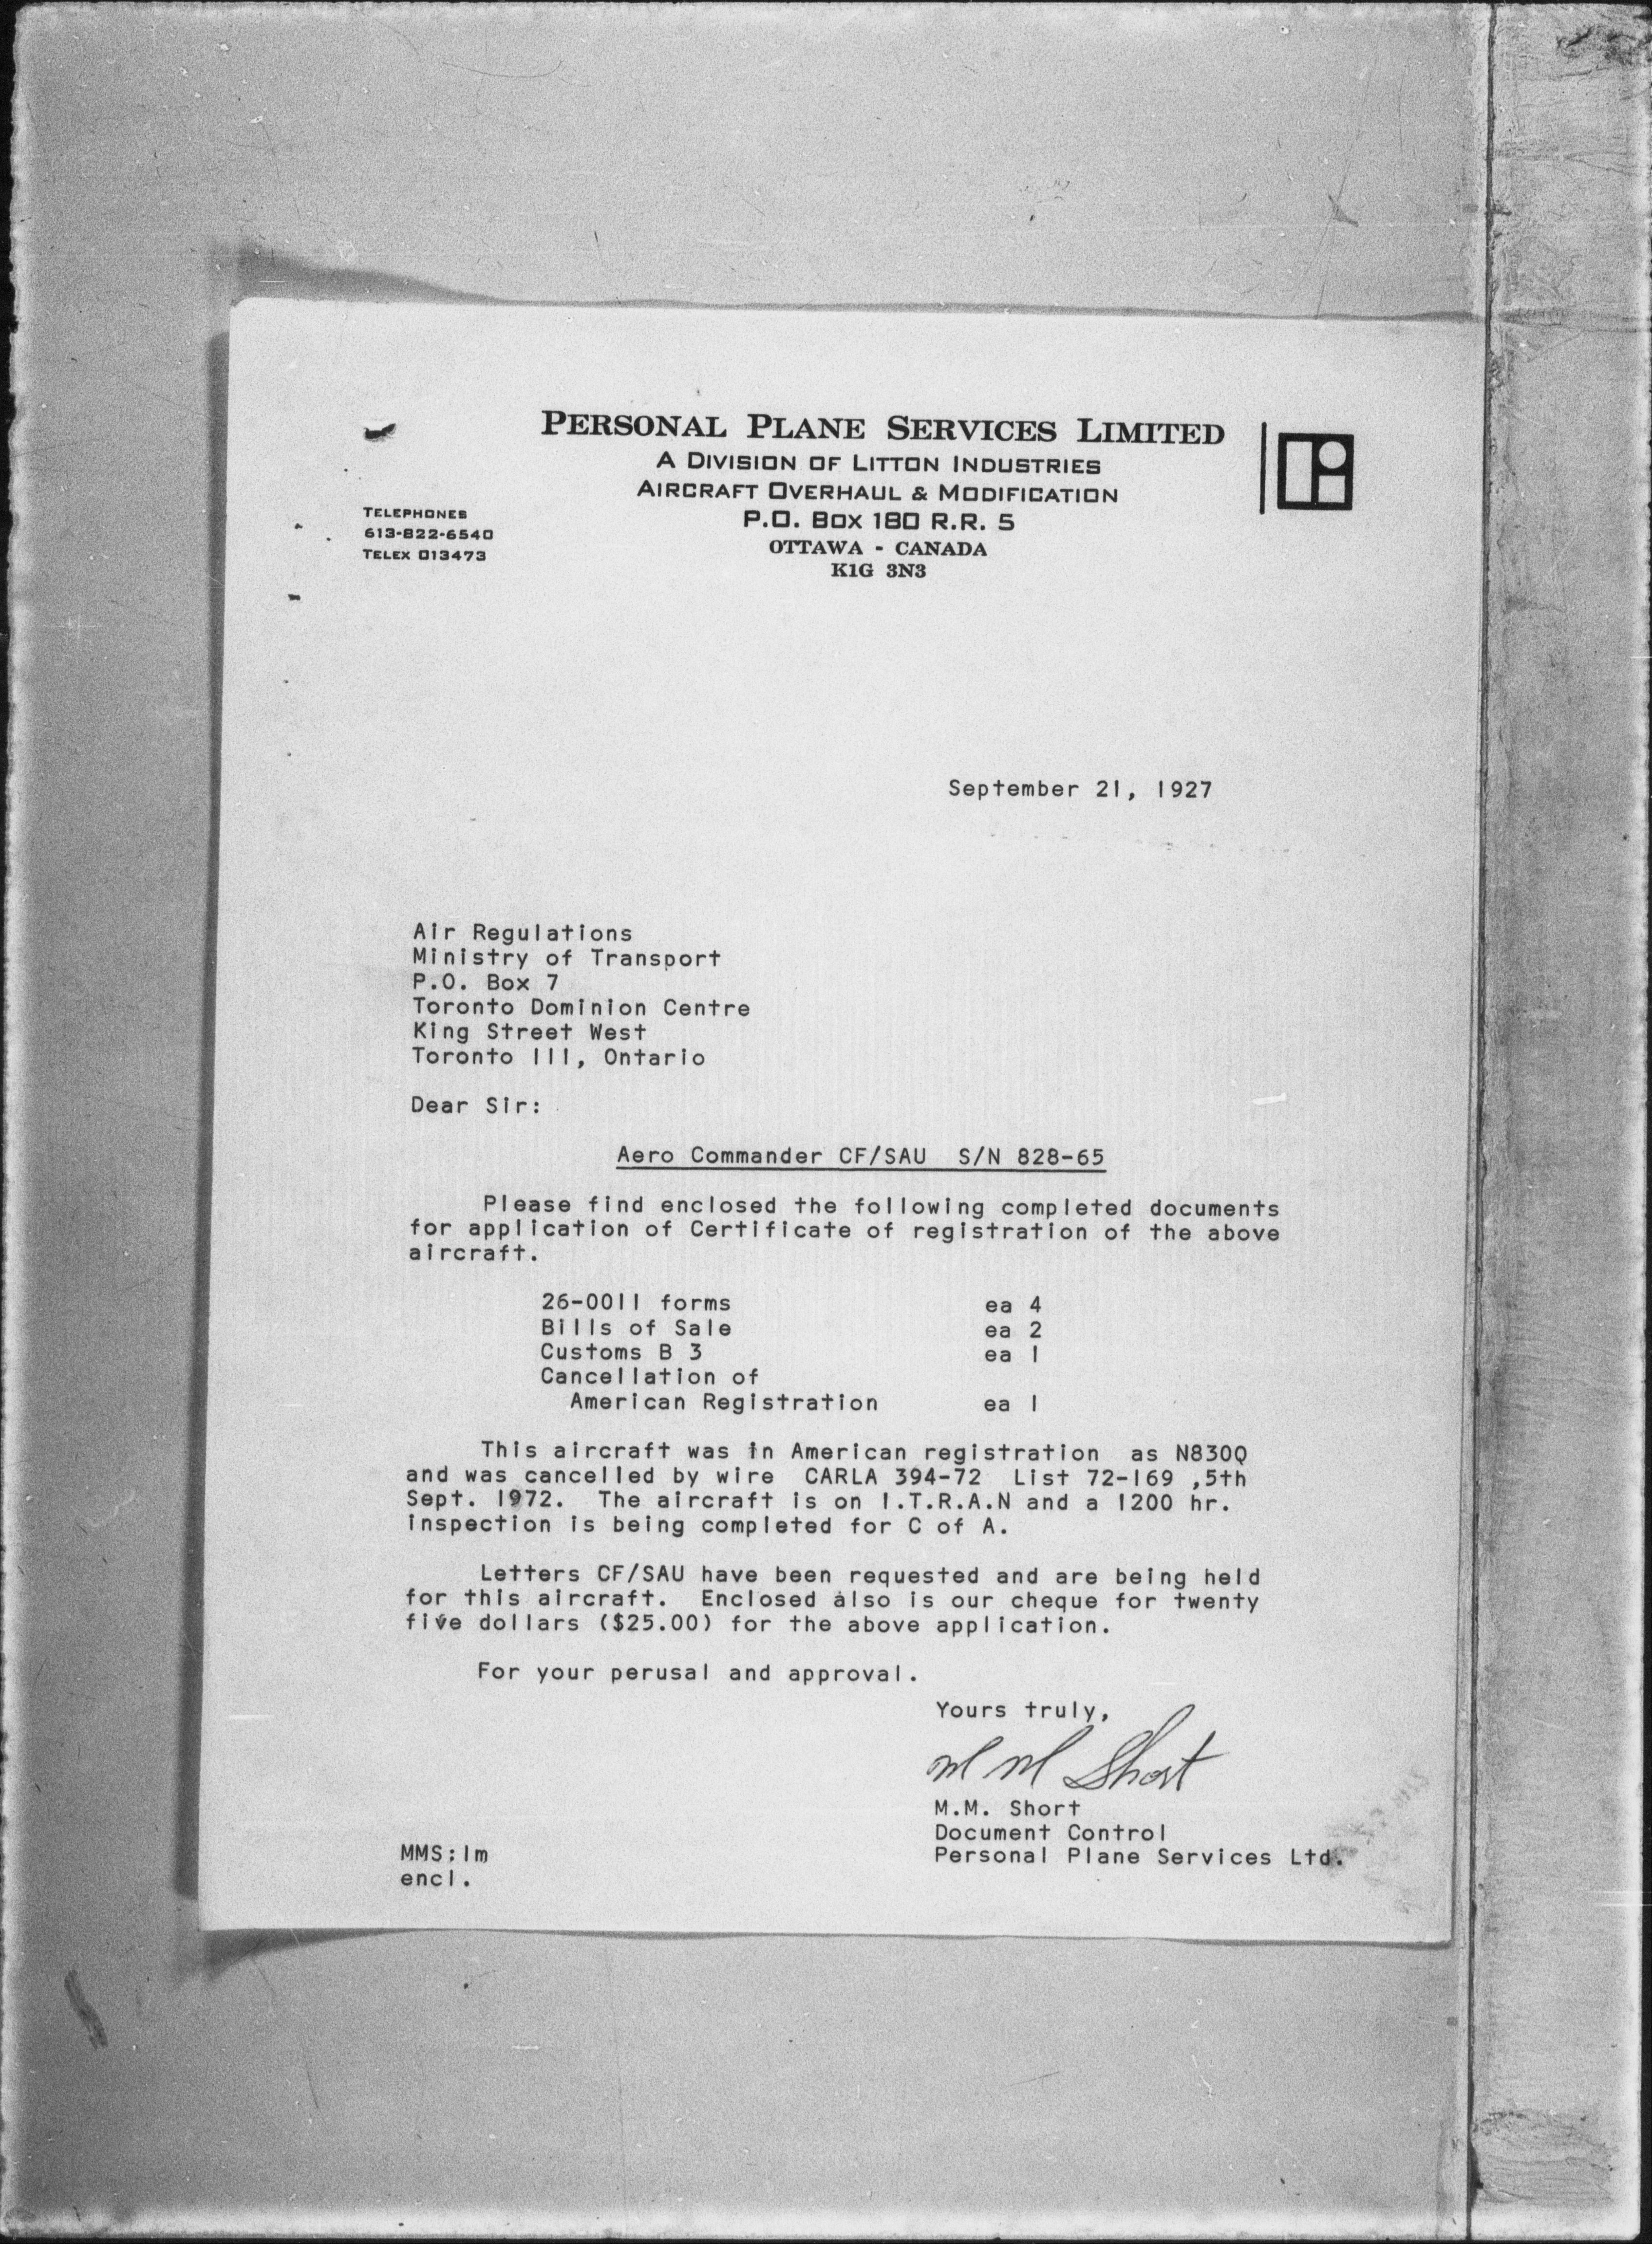 PERSONAL PLANE SERVICES LIMITED
A DIVISION OF LITTON INDUSTRIES
AIRCRAFT OVERHAUL & MODIFICATION
P.O. BOX 180 R.R. 5
OTTAWA - CANADA
K1G 3N3
TELEPHONES
613-822-6540
TELEX 013473
September 21, 1927
Air Regulations
Ministry of Transport
P.O. Box 7
Toronto Dominion Centre
King Street West
Toronto 111, Ontario
Dear Sir:
Aero Commander CF/SAU S/N 828-65
Please find enclosed the following completed documents
for application of Certificate of registration of the above
aircraft.
26-0011 forms ea 4
Bills of Sale ea 2
Customs B 3 ea 1
Cancellation of
American Registration ea 1
This aircraft was in American registration as N830Q
and was cancelled by wire CARLA 394-72 List 72-169 ,5th
Sept. 1972. The aircraft is on I.T.R.A.N and a 1200 hr.
inspection is being completed for C of A.
Letters CF/SAU have been requested and are being held
for this aircraft. Enclosed also is our cheque for twenty
five dollars ($25.00) for the above application.
For your perusal and approval.
Yours truly,
M M Short
M.M. Short
Document Control
Personal Plane Services Ltd.
MMS:lm
encl.